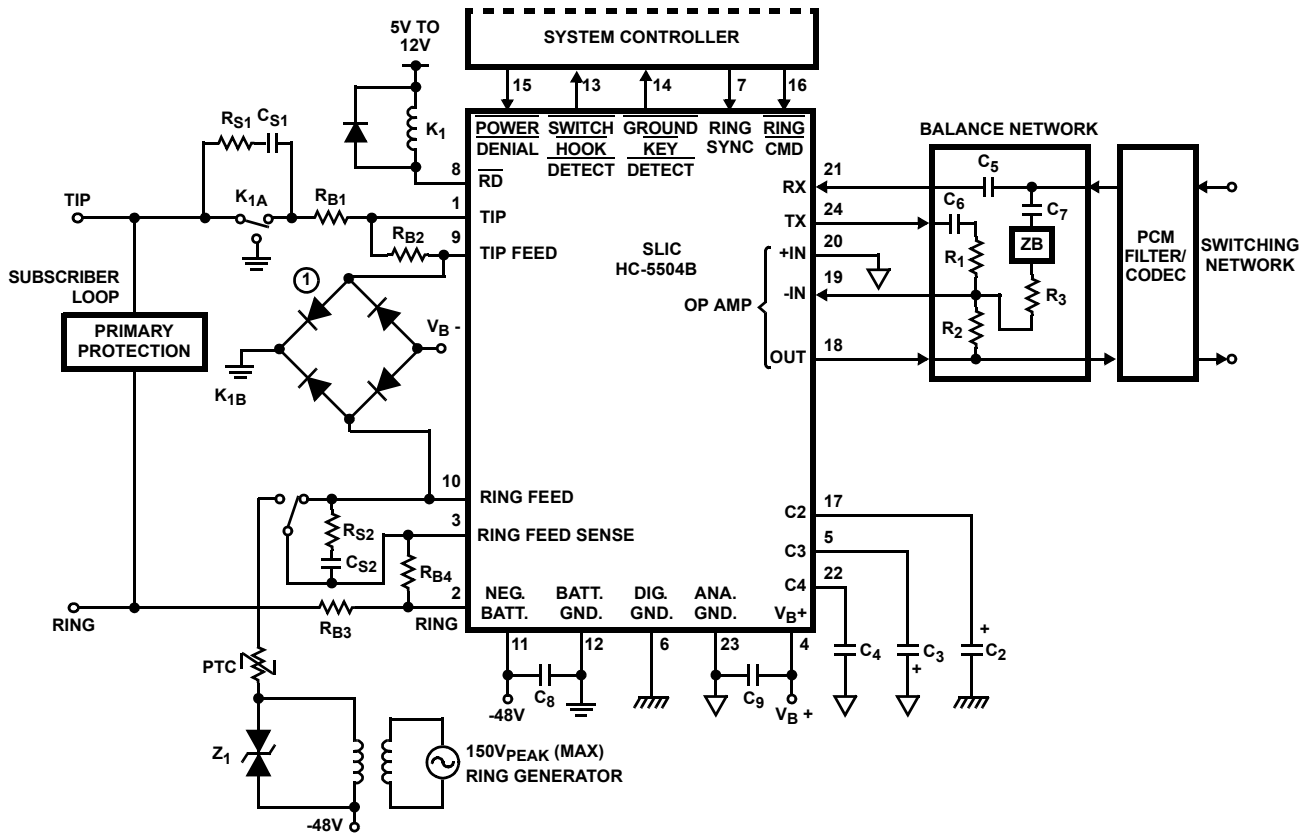 SYSTEM CONTROLLER
5V TO
12V
15
13
14
7
16
RS1
CS1
K1
POWER
DENIAL
SWITCH
HOOK
DETECT
GROUND
KEY
DETECT
RING
SYNC
RING
CMD
BALANCE NETWORK
8
RD
RX
21
C5
TIP
K1A
RB1
1
TIP
TX
24
C6
C7
RB2
9
TIP FEED
SLIC
HC-5504B
+IN
20
R1
ZB
PCM
FILTER/
CODEC
SWITCHING
NETWORK
SUBSCRIBER
LOOP
1
OP AMP
-IN
19
R3
PRIMARY
PROTECTION
VB -
R2
OUT
18
K1B
10
RING FEED
C2
17
3
RING FEED SENSE
RS2
CS2
RB4
C3
5
C4
22
RING
RB3
2
RING
NEG.
BATT.
BATT.
GND.
DIG.
GND.
ANA.
GND.
VB+
11
12
6
23
4
C4
C3
+
C2
+
PTC
C8
-48V
C9
VB +
Z1
150VPEAK (MAX)
RING GENERATOR
-48V